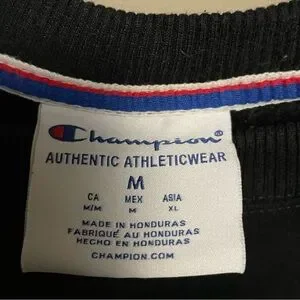 Champion®
AUTHENTIC ATHLETICWEAR
M
CA MEX ASIA
M/M M XL
MADE IN HONDURAS
FABRIQUÉ AU HONDURAS
HECHO EN HONDURAS
CHAMPION.COM